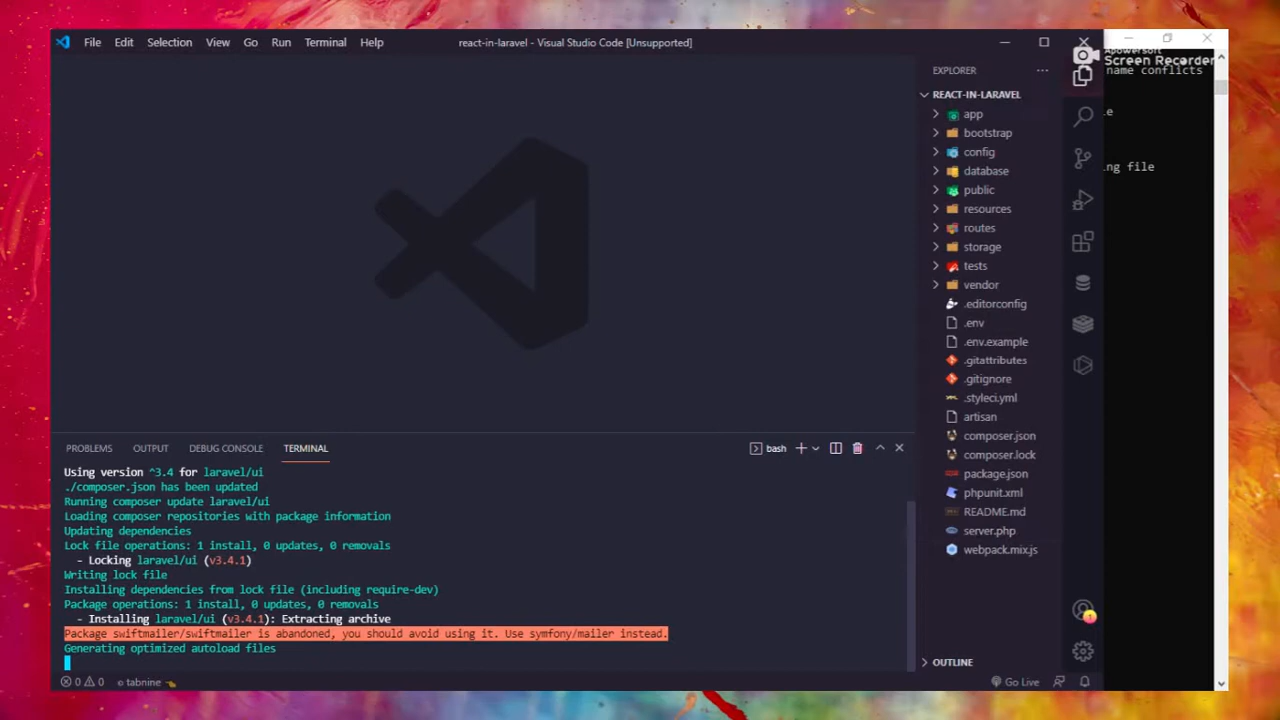 File Edit Selection View Go Run Terminal Help
react-in-laravel - Visual Studio Code [Unsupported]
Apowersoft
Screen Recorder
name conflicts
le
ng file
EXPLORER
REACT-IN-LARAVEL
app
bootstrap
config
database
public
resources
routes
storage
tests
vendor
.editorconfig
.env
.env.example
.gitattributes
.gitignore
.styleci.yml
artisan
composer.json
composer.lock
package.json
phpunit.xml
README.md
server.php
webpack.mix.js
OUTLINE
PROBLEMS OUTPUT DEBUG CONSOLE TERMINAL
bash
Using version ^3.4 for laravel/ui
./composer.json has been updated
Running composer update laravel/ui
Loading composer repositories with package information
Updating dependencies
Lock file operations: 1 install, 0 updates, 0 removals
- Locking laravel/ui (v3.4.1)
Writing lock file
Installing dependencies from lock file (including require-dev)
Package operations: 1 install, 0 updates, 0 removals
- Installing laravel/ui (v3.4.1): Extracting archive
Package swiftmailer/swiftmailer is abandoned, you should avoid using it. Use symfony/mailer instead.
Generating optimized autoload files
0 0 tabnine
Go Live